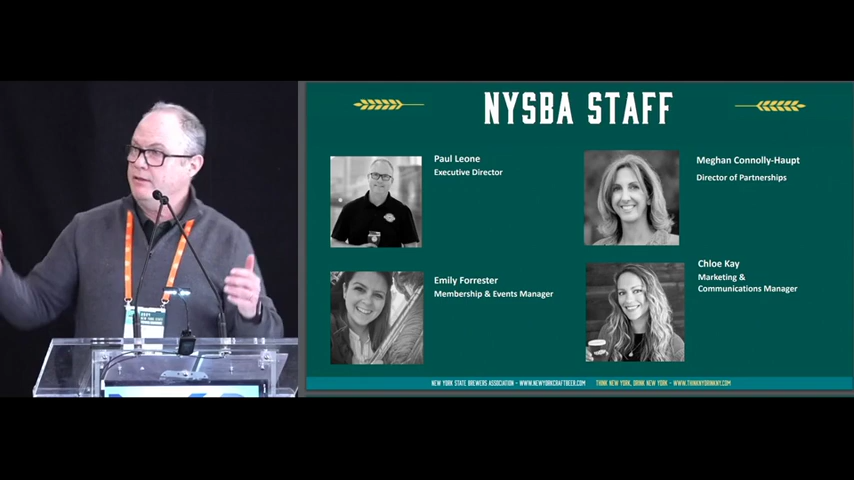 NYSBA STAFF
Paul Leone
Executive Director
Meghan Connolly-Haupt
Director of Partnerships
Emily Forrester
Membership & Events Manager
Chloe Kay
Marketing &
Communications Manager
NEW YORK STATE BREWERS ASSOCIATION - WWW.NEWYORKCRAFTBEER.COM THINK NEW YORK, DRINK NEW YORK - WWW.THINKNYDRINKNY.COM